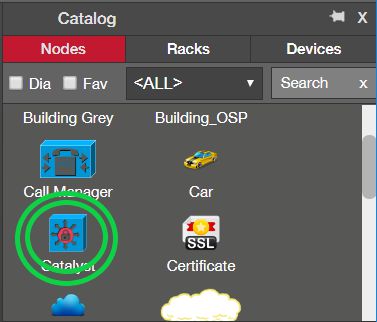 Catalog X
Nodes Racks Devices
Dia Fav <ALL> Search x
Building Grey Building_OSP
Call Manager Car
SSL
Catalyst Certificate